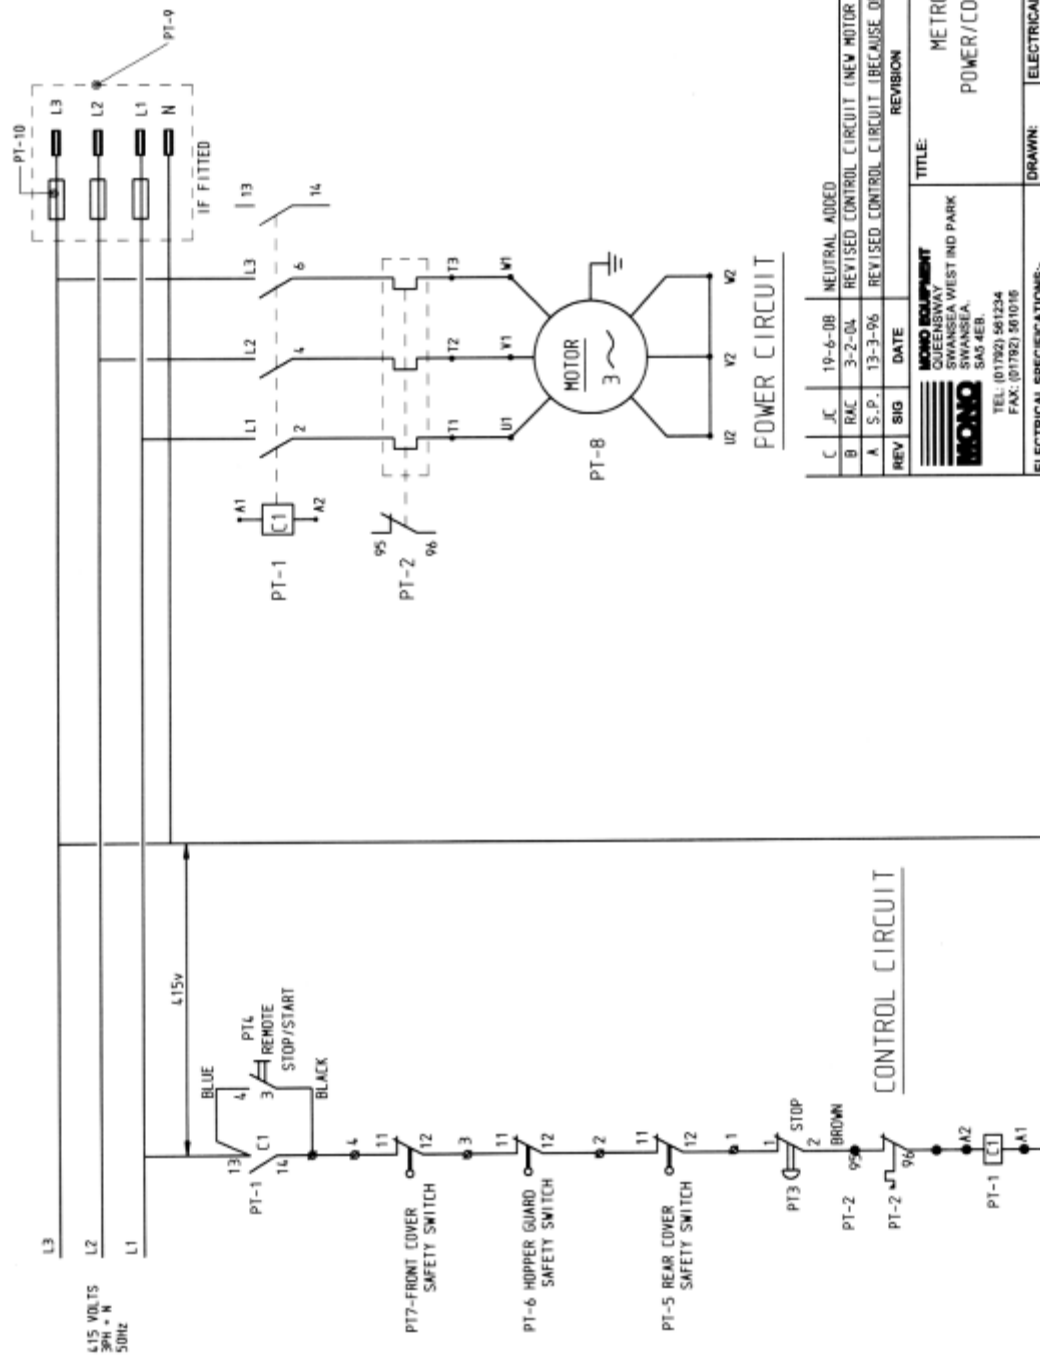 PT-9
PT-10
L3
L2
L1
N
IF FITTED
13
14
L3
L2
L1
6
4
2
A1
C1
A2
PT-1
95
96
PT-2
T3
T2
T1
W1
V1
U1
MOTOR
3~
PT-8
W2
V2
U2
POWER CIRCUIT
415v
L3
L2
L1
415 VOLTS
3PH + N
50Hz
BLUE
4
3
PT4
REMOTE
STOP/START
BLACK
13
C1
14
PT-1
4
11
12
PT7-FRONT COVER
SAFETY SWITCH
3
11
12
PT-6 HOPPER GUARD
SAFETY SWITCH
2
11
12
PT-5 REAR COVER
SAFETY SWITCH
1
1
STOP
2
PT3
BROWN
95
PT-2
96
PT-2
A2
C1
PT-1
A1
CONTROL CIRCUIT
C JC 19-6-08 NEUTRAL ADDED
B RAC 3-2-04 REVISED CONTROL CIRCUIT (NEW MOTOR
A S.P. 13-3-96 REVISED CONTROL CIRCUIT (BECAUSE O
REV SIG DATE REVISION
MONO
MONO EQUIPMENT
QUEENSWAY
SWANSEA WEST IND PARK
SWANSEA.
SA5 4EB.
TEL: (01792) 561234
FAX: (01792) 561016
TITLE:
METR
POWER/CO
ELECTRICAL SPECIFICATIONS:-
DRAWN:
ELECTRICAL